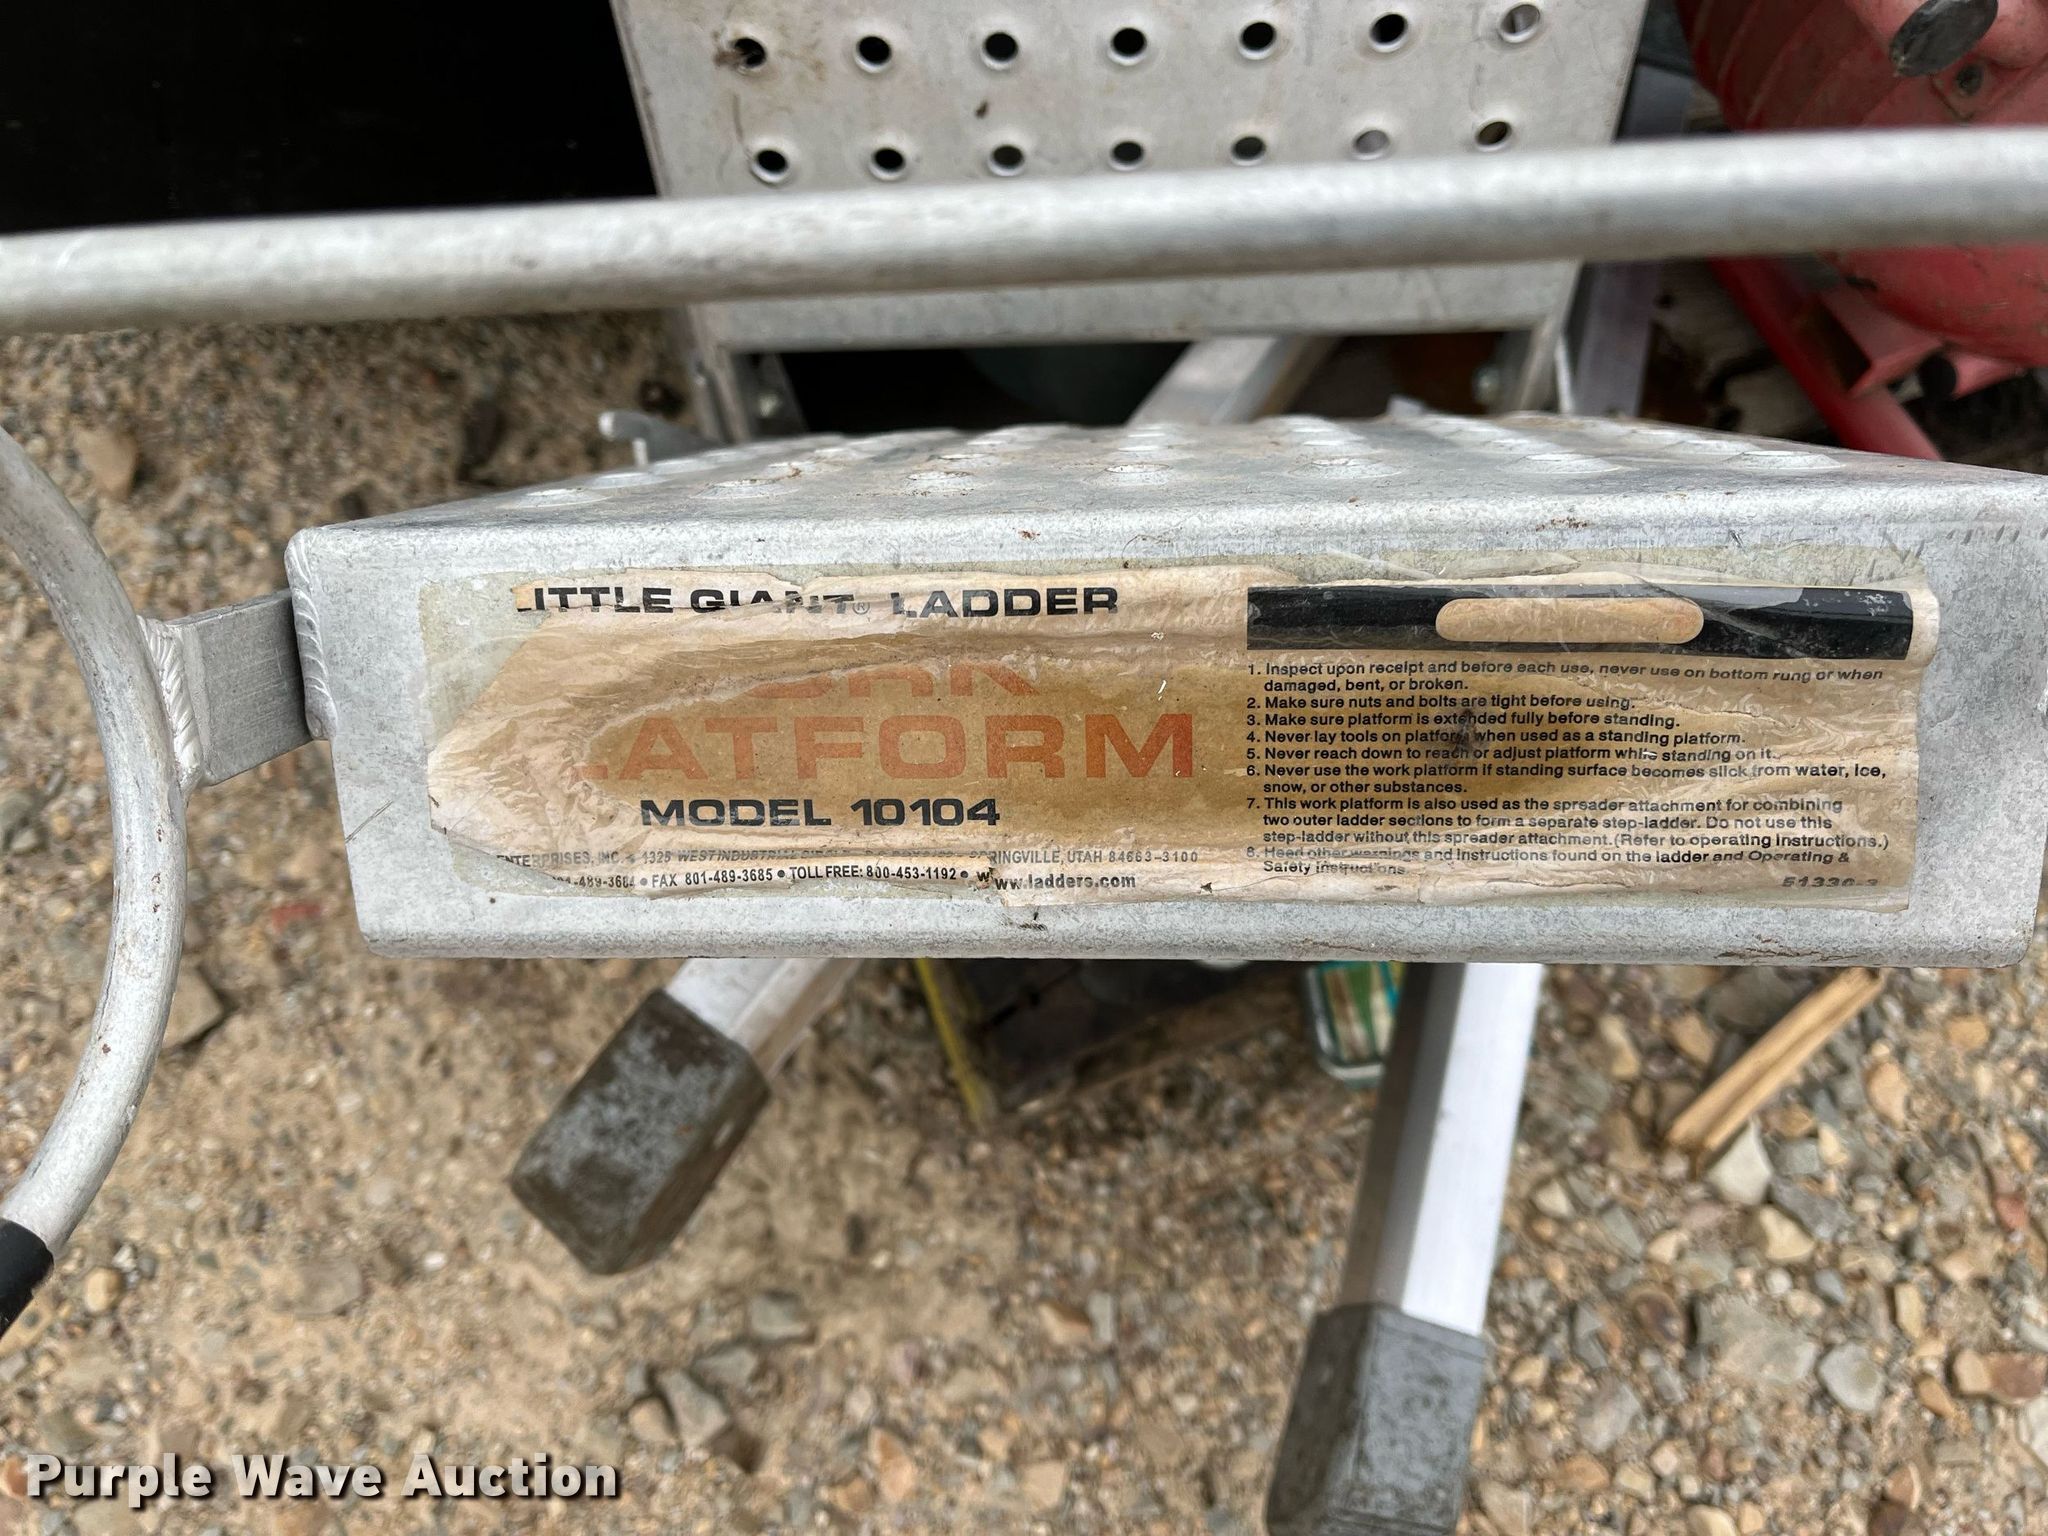 LITTLE GIANT® LADDER
LATFORM
MODEL 10104
ENTERPRISES, INC. • 1325 WEST INDUSTRIAL CIRCLE SPRINGVILLE, UTAH 84663-3100
489-3684 • FAX 801-489-3685 • TOLL FREE: 800-453-1192 • www.ladders.com
1. Inspect upon receipt and before each use, never use on bottom rung or when
damaged, bent, or broken.
2. Make sure nuts and bolts are tight before using.
3. Make sure platform is extended fully before standing.
4. Never lay tools on platform when used as a standing platform.
5. Never reach down to reach or adjust platform while standing on it.
6. Never use the work platform if standing surface becomes slick from water, ice,
snow, or other substances.
7. This work platform is also used as the spreader attachment for combining
two outer ladder sections to form a separate step-ladder. Do not use this
step-ladder without this spreader attachment. (Refer to operating instructions.)
8. Heed other warnings and instructions found on the ladder and Operating &
Safety instructions
51330-3
Purple Wave Auction